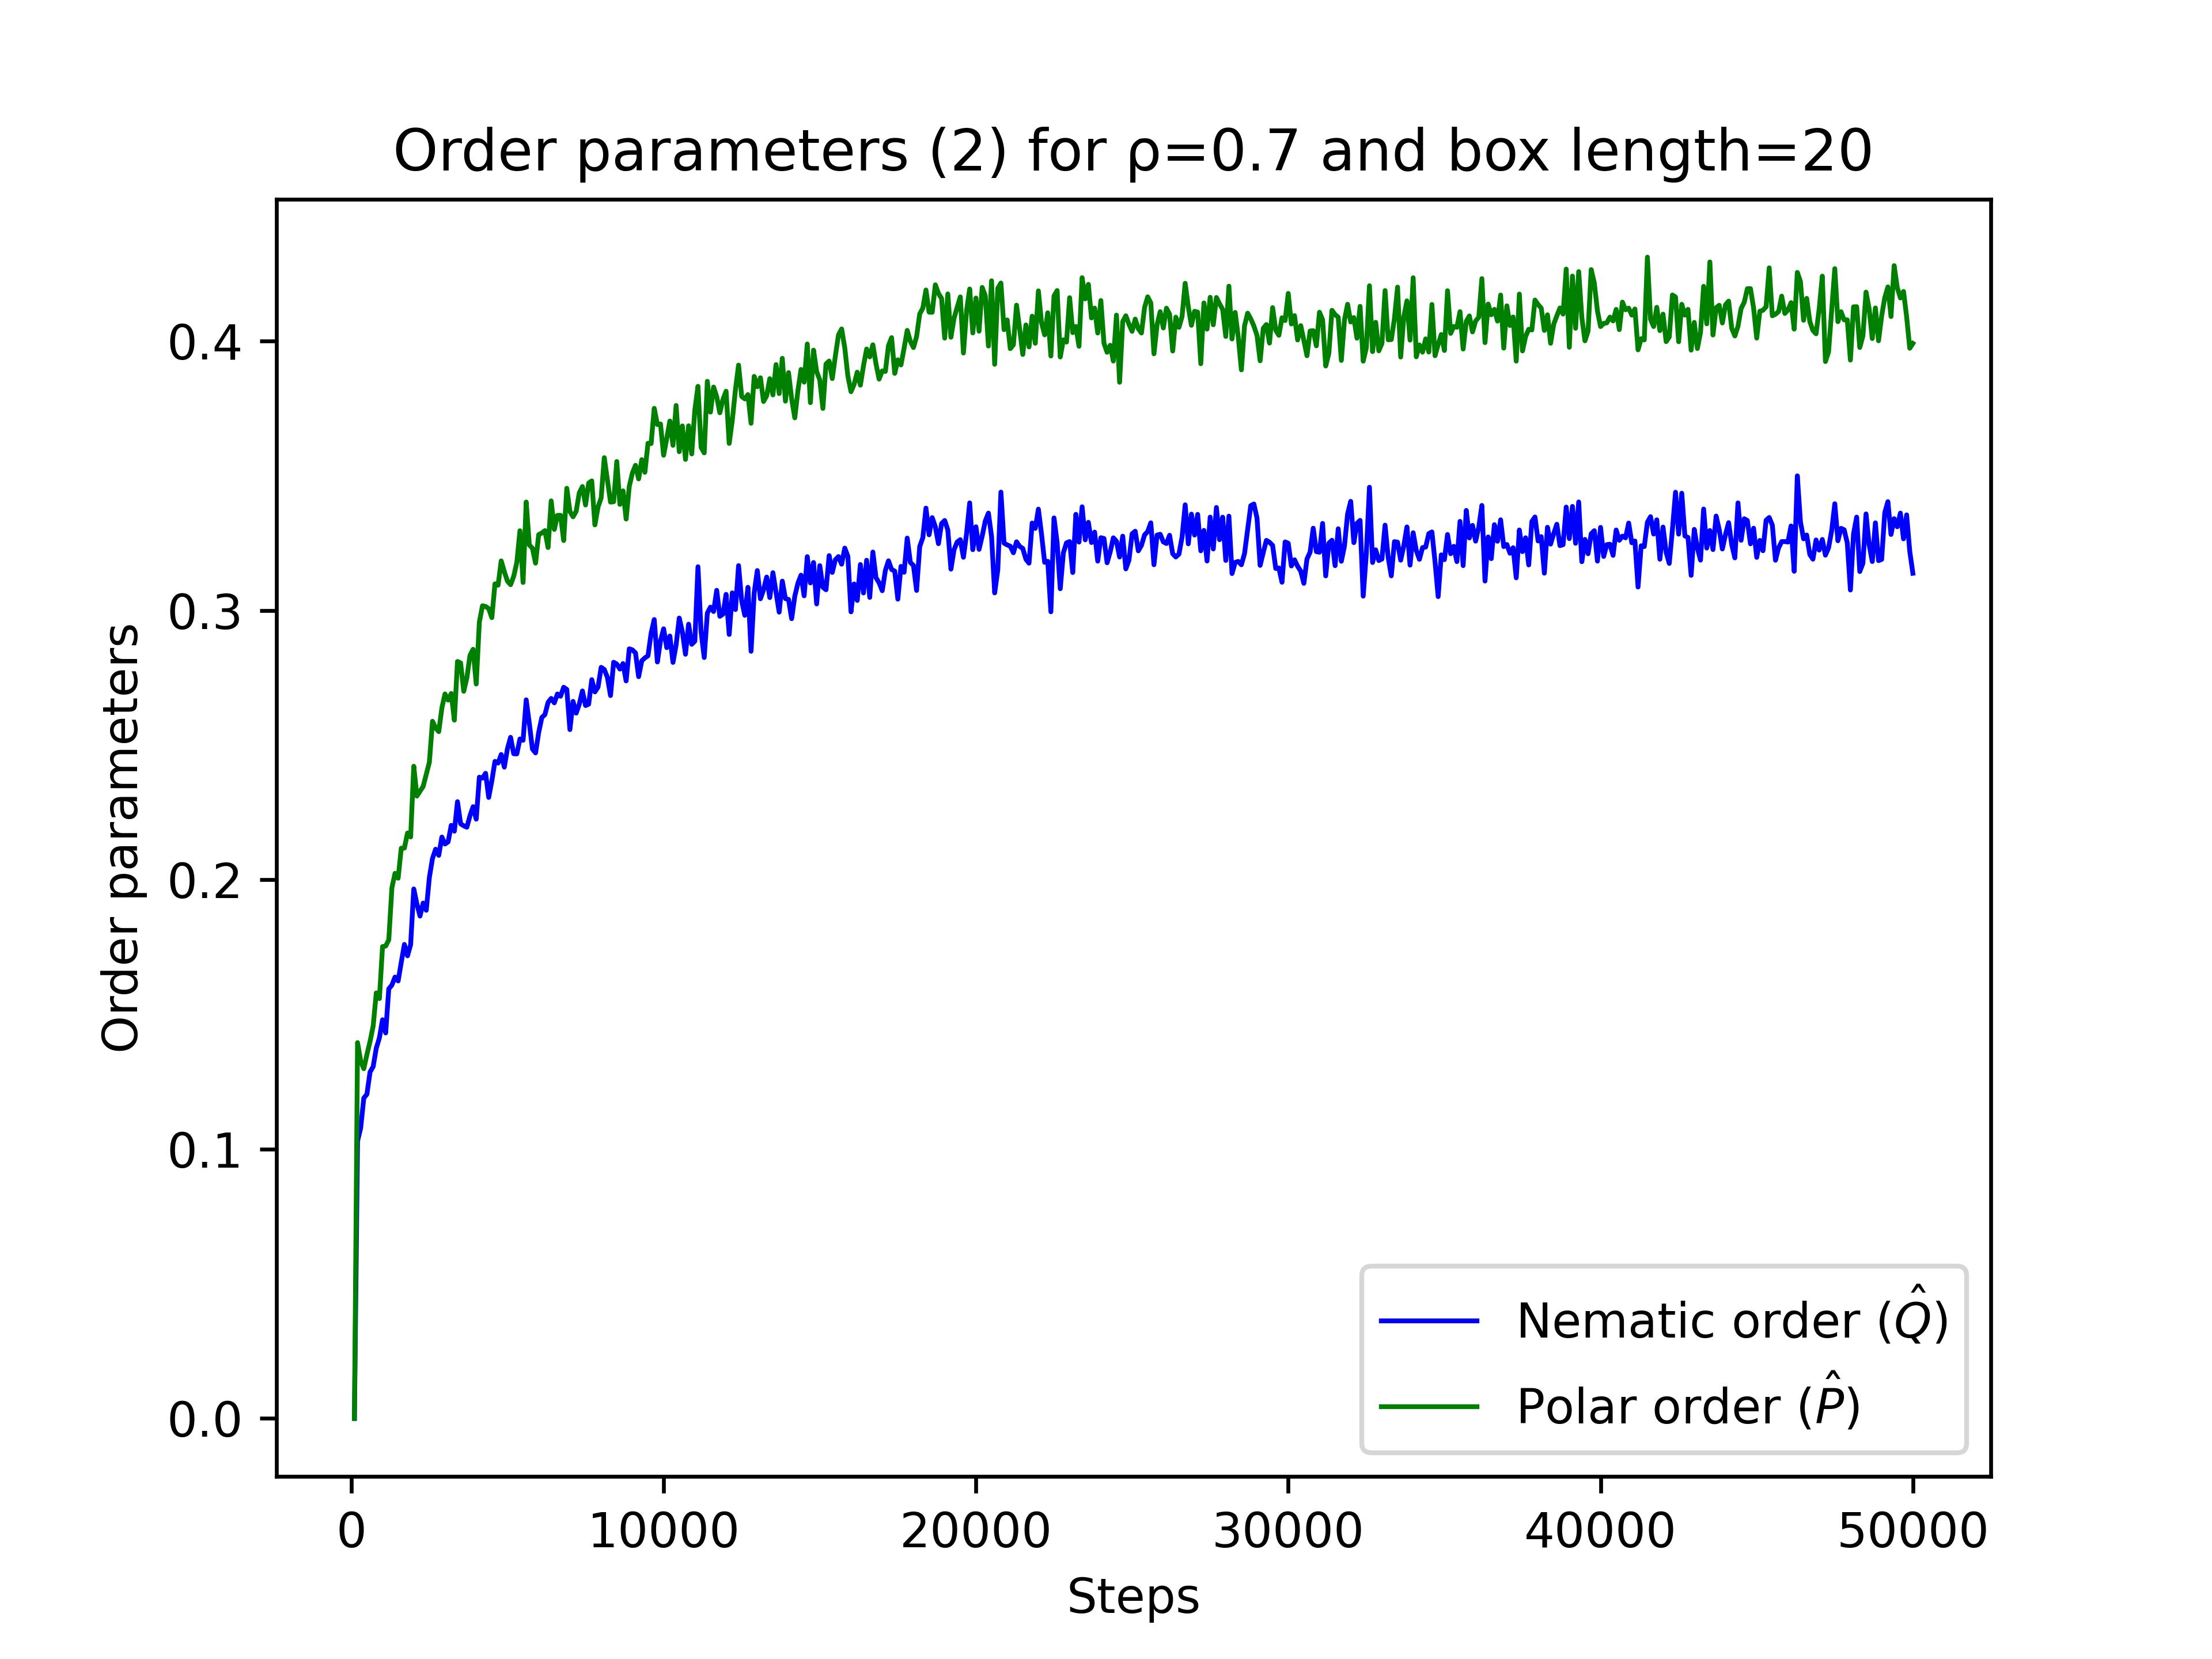 Order parameters (2) for ρ=0.7 and box length=20
Order parameters
0.4
0.3
0.2
0.1
0.0
Nematic order (Q̂)
Polar order (P̂)
0 10000 20000 30000 40000 50000
Steps